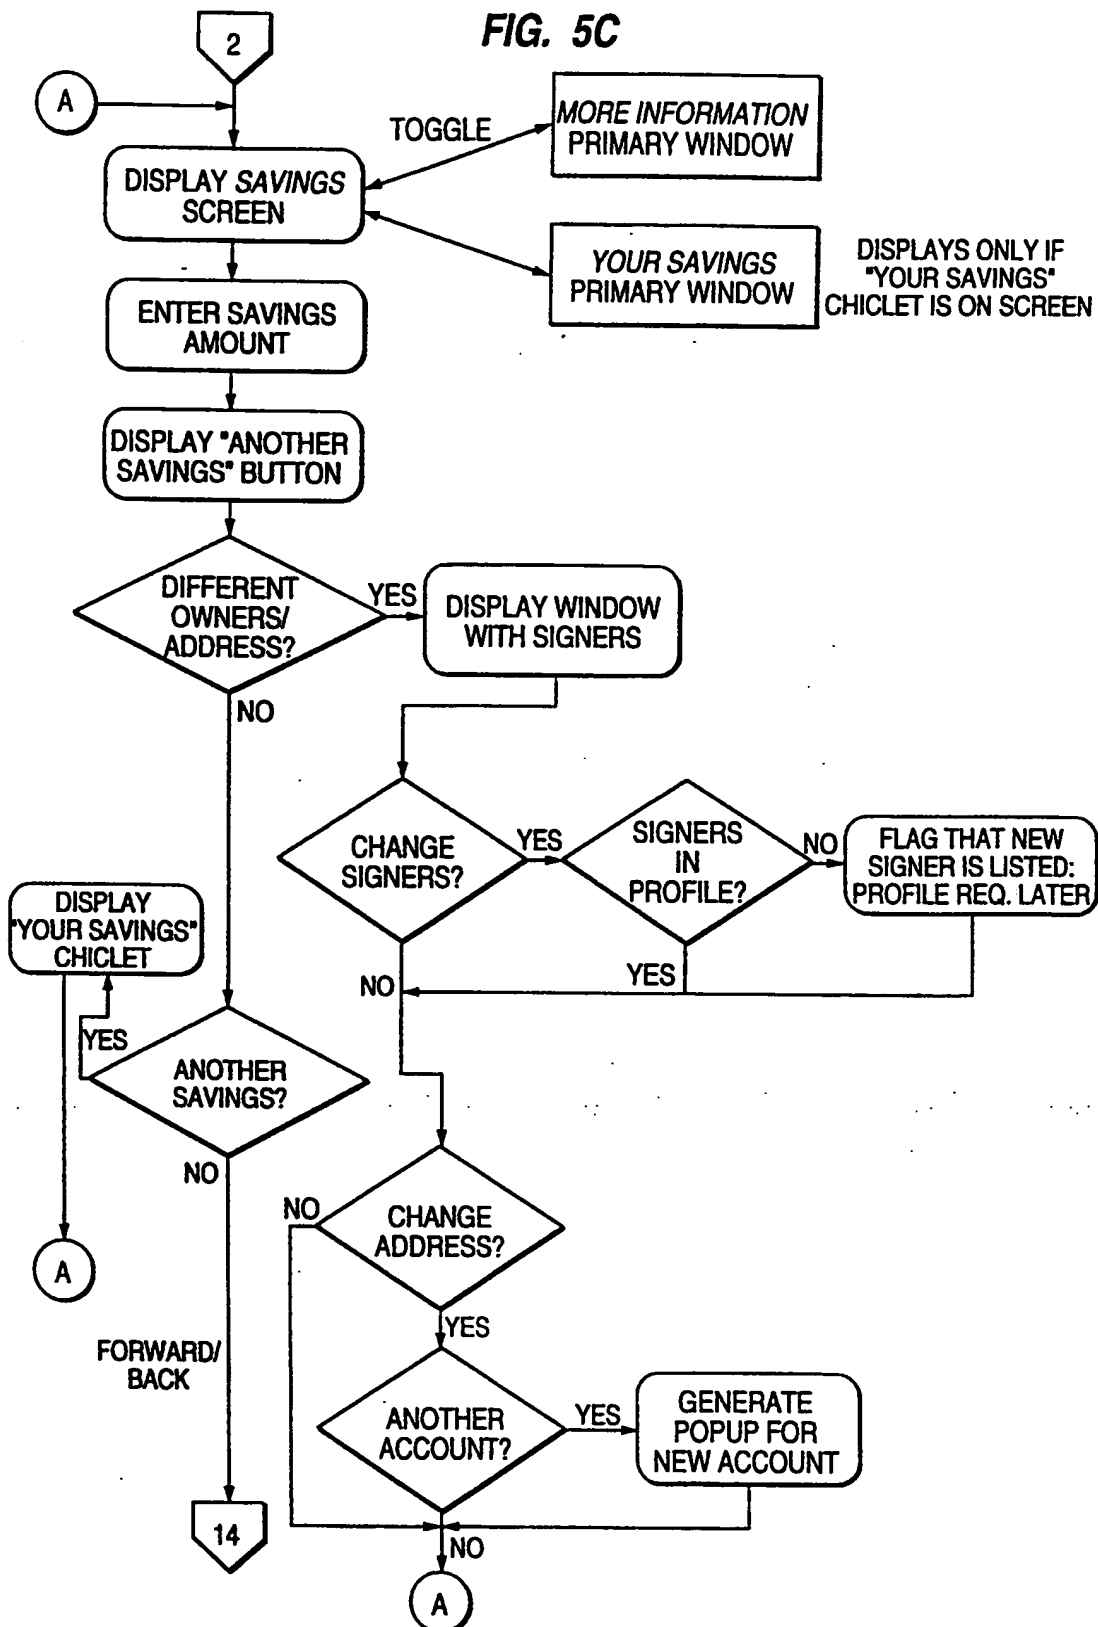 FIG. 5C
2
A
TOGGLE
MORE INFORMATION
PRIMARY WINDOW
DISPLAY SAVINGS
SCREEN
YOUR SAVINGS
PRIMARY WINDOW
DISPLAYS ONLY IF
"YOUR SAVINGS"
CHICLET IS ON SCREEN
ENTER SAVINGS
AMOUNT
DISPLAY "ANOTHER
SAVINGS" BUTTON
DIFFERENT
OWNERS/
ADDRESS?
YES
DISPLAY WINDOW
WITH SIGNERS
NO
CHANGE
SIGNERS?
YES
SIGNERS
IN
PROFILE?
NO
FLAG THAT NEW
SIGNER IS LISTED:
PROFILE REQ. LATER
DISPLAY
"YOUR SAVINGS"
CHICLET
NO
YES
YES
ANOTHER
SAVINGS?
NO
NO
CHANGE
ADDRESS?
A
YES
FORWARD/
BACK
ANOTHER
ACCOUNT?
YES
GENERATE
POPUP FOR
NEW ACCOUNT
14
NO
A